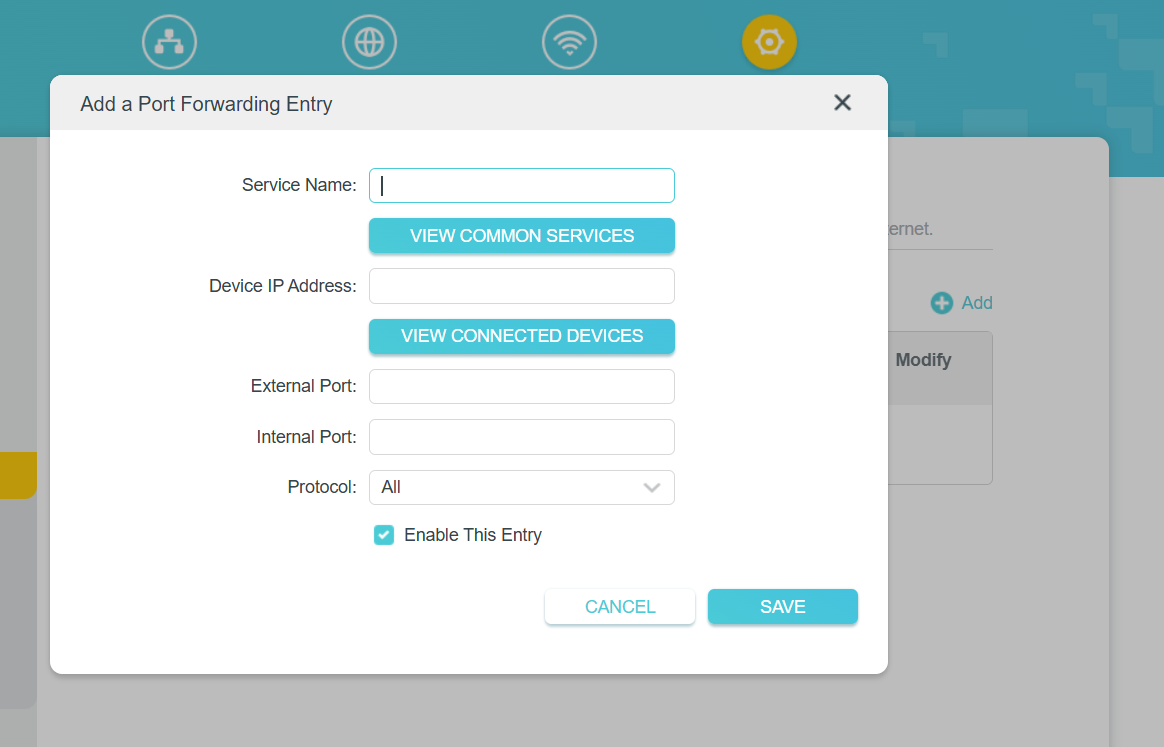 Add a Port Forwarding Entry
Service Name:
VIEW COMMON SERVICES
ernet.
Device IP Address:
Add
VIEW CONNECTED DEVICES
Modify
External Port:
Internal Port:
Protocol: All
Enable This Entry
CANCEL SAVE